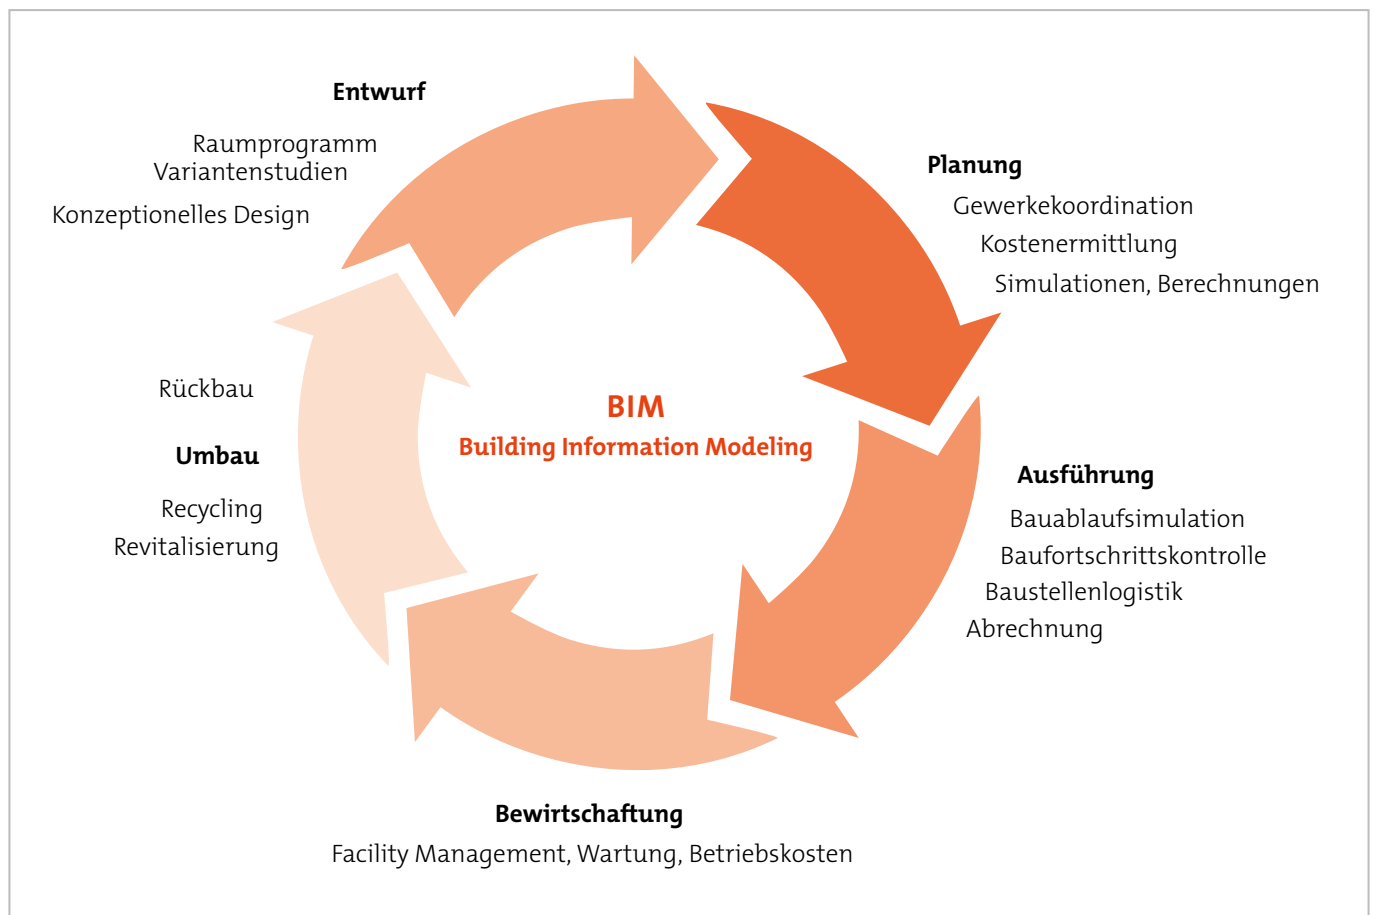 Entwurf
Raumprogramm
Variantenstudien
Konzeptionelles Design
Planung
Gewerkekoordination
Kostenermittlung
Simulationen, Berechnungen
BIM
Building Information Modeling
Ausführung
Bauablaufsimulation
Baufortschrittskontrolle
Baustellenlogistik
Abrechnung
Bewirtschaftung
Facility Management, Wartung, Betriebskosten
Rückbau
Umbau
Recycling
Revitalisierung